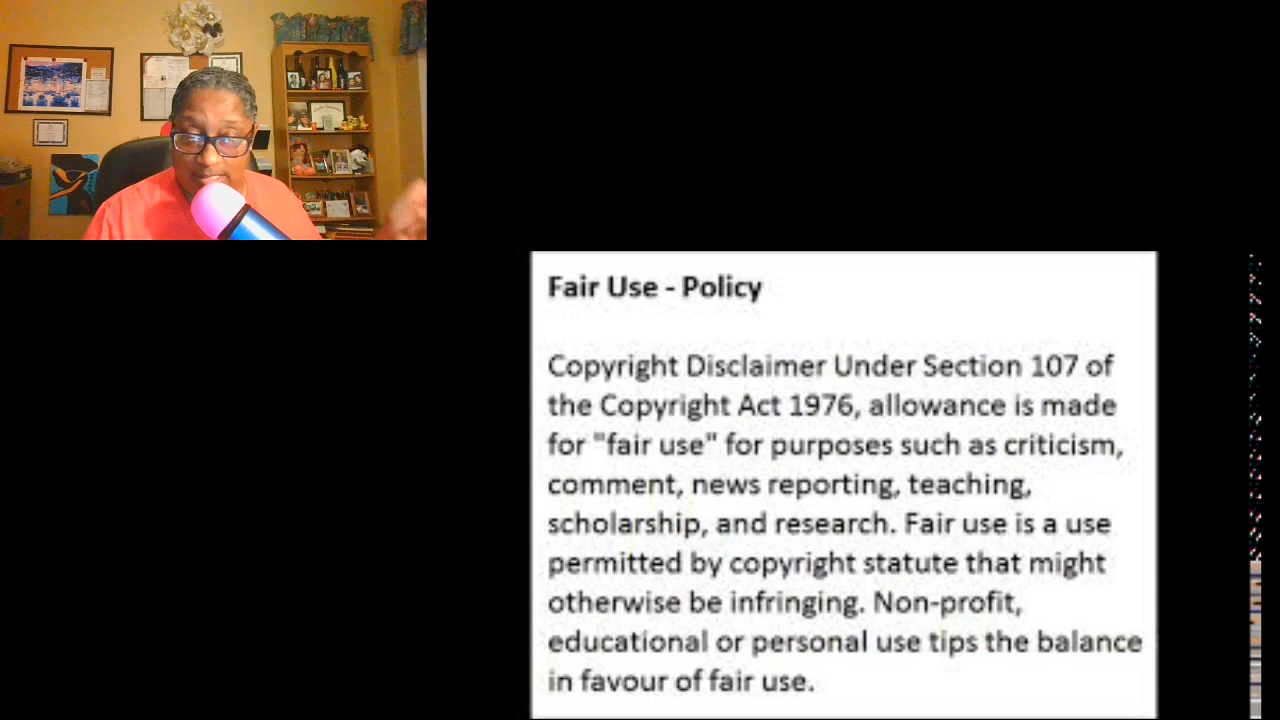 Fair Use - Policy
Copyright Disclaimer Under Section 107 of
the Copyright Act 1976, allowance is made
for "fair use" for purposes such as criticism,
comment, news reporting, teaching,
scholarship, and research. Fair use is a use
permitted by copyright statute that might
otherwise be infringing. Non-profit,
educational or personal use tips the balance
in favour of fair use.